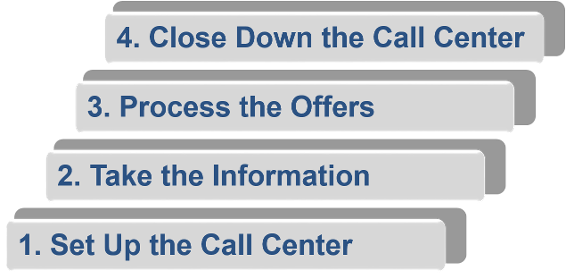 4. Close Down the Call Center
3. Process the Offers
2. Take the Information
1. Set Up the Call Center